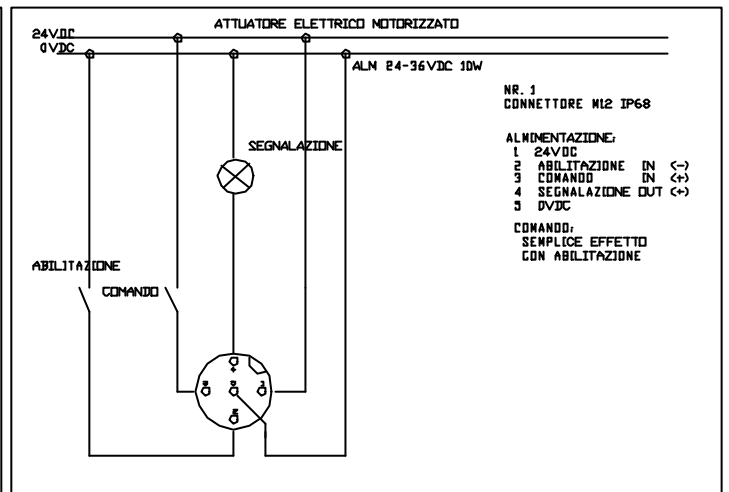 ATTUATORE ELETTRICO MOTORIZZATO
24VDC
0VDC
ALM 24-36VDC 10W
NR. 1
CONNETTORE M12 IP68
SEGNALAZIONE
ALMIMENTAZIONE:
1 24VDC
2 ABILITAZIONE IN (-)
3 COMANDO IN (+)
4 SEGNALAZIONE OUT (+)
5 0VDC
COMANDO:
SEMPLICE EFFETTO
CON ABILITAZIONE
ABILITAZIONE
COMANDO